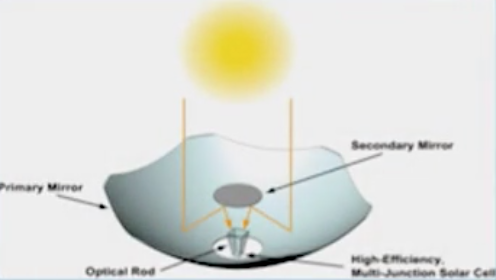 Secondary Mirror
Primary Mirror
Optical Rod
High-Efficiency,
Multi-Junction Solar Cell